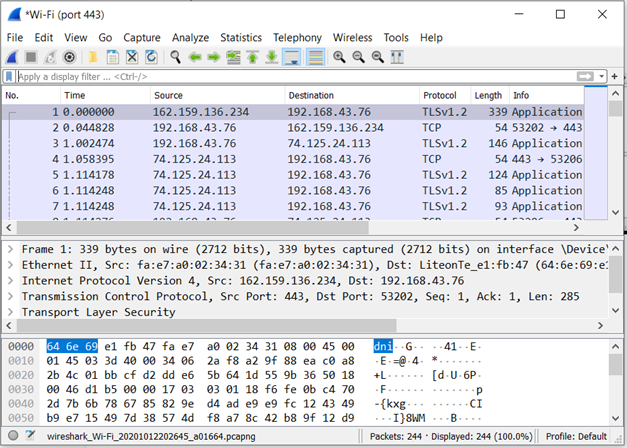 *Wi-Fi (port 443)
File Edit View Go Capture Analyze Statistics Telephony Wireless Tools Help
Apply a display filter ... <Ctrl-/>
No. Time Source Destination Protocol Length Info
1 0.000000 162.159.136.234 192.168.43.76 TLSv1.2 339 Application
2 0.044828 192.168.43.76 162.159.136.234 TCP 54 53202 → 443
3 1.002474 192.168.43.76 74.125.24.113 TLSv1.2 146 Application
4 1.058395 74.125.24.113 192.168.43.76 TCP 54 443 → 53206
5 1.114178 74.125.24.113 192.168.43.76 TLSv1.2 124 Application
6 1.114248 74.125.24.113 192.168.43.76 TLSv1.2 85 Application
7 1.114248 74.125.24.113 192.168.43.76 TLSv1.2 93 Application
Frame 1: 339 bytes on wire (2712 bits), 339 bytes captured (2712 bits) on interface \Device\
Ethernet II, Src: fa:e7:a0:02:34:31 (fa:e7:a0:02:34:31), Dst: LiteonTe_e1:fb:47 (64:6e:69:e1
Internet Protocol Version 4, Src: 162.159.136.234, Dst: 192.168.43.76
Transmission Control Protocol, Src Port: 443, Dst Port: 53202, Seq: 1, Ack: 1, Len: 285
Transport Layer Security
0000 64 6e 69 e1 fb 47 fa e7 a0 02 34 31 08 00 45 00 dni··G·· ··41··E·
0010 01 45 03 3d 40 00 34 06 2a f8 a2 9f 88 ea c0 a8 ·E·=@·4· *·······
0020 2b 4c 01 bb cf d2 dd e6 5b 64 1d 55 9b 36 50 18 +L······ [d·U·6P·
0030 00 46 d1 b5 00 00 17 03 03 01 18 f6 fe 0b c4 70 ·F······ ·······p
0040 2d 7b 6b 78 67 85 82 9e d4 ad e9 e9 fc 12 43 49 -{kxg··· ······CI
0050 b9 e7 15 49 7d 38 57 4d f8 a7 8c 42 b8 9f 12 d9 ···I}8WM ···B····
wireshark_Wi-Fi_20201012202645_a01664.pcapng Packets: 244 · Displayed: 244 (100.0%) Profile: Default